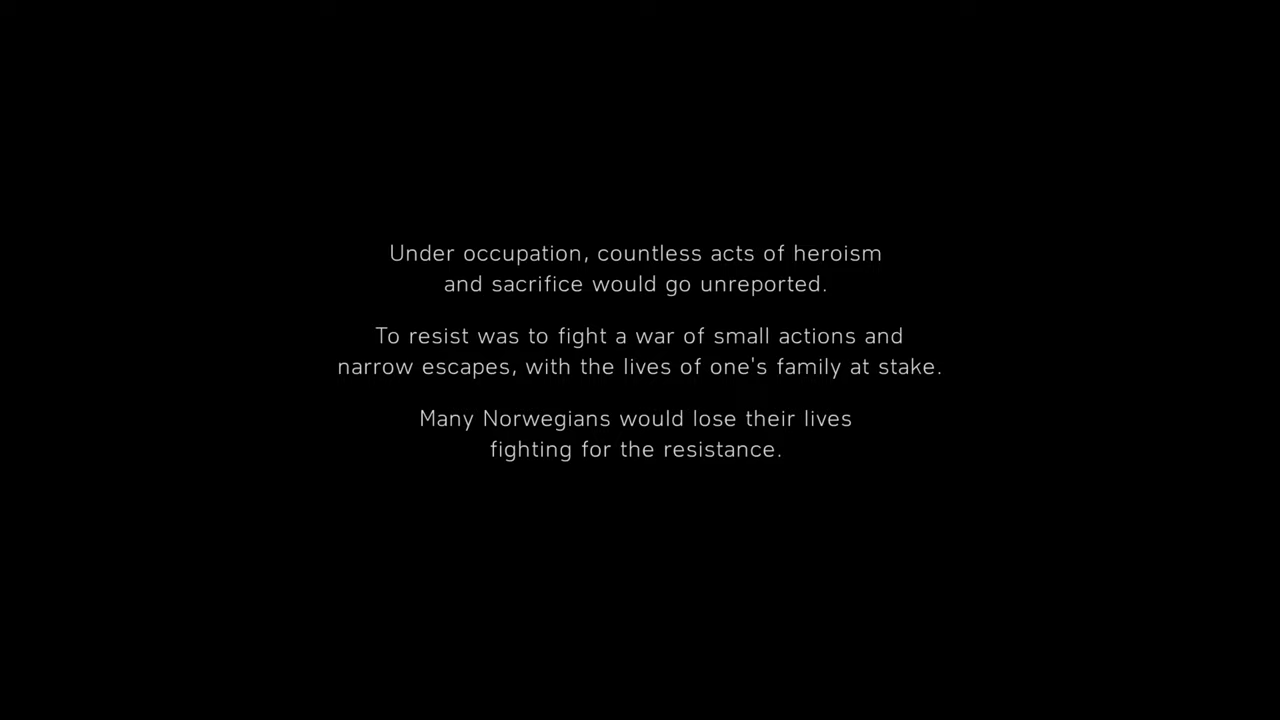 Under occupation, countless acts of heroism
and sacrifice would go unreported.
To resist was to fight a war of small actions and
narrow escapes, with the lives of one's family at stake.
Many Norwegians would lose their lives
fighting for the resistance.